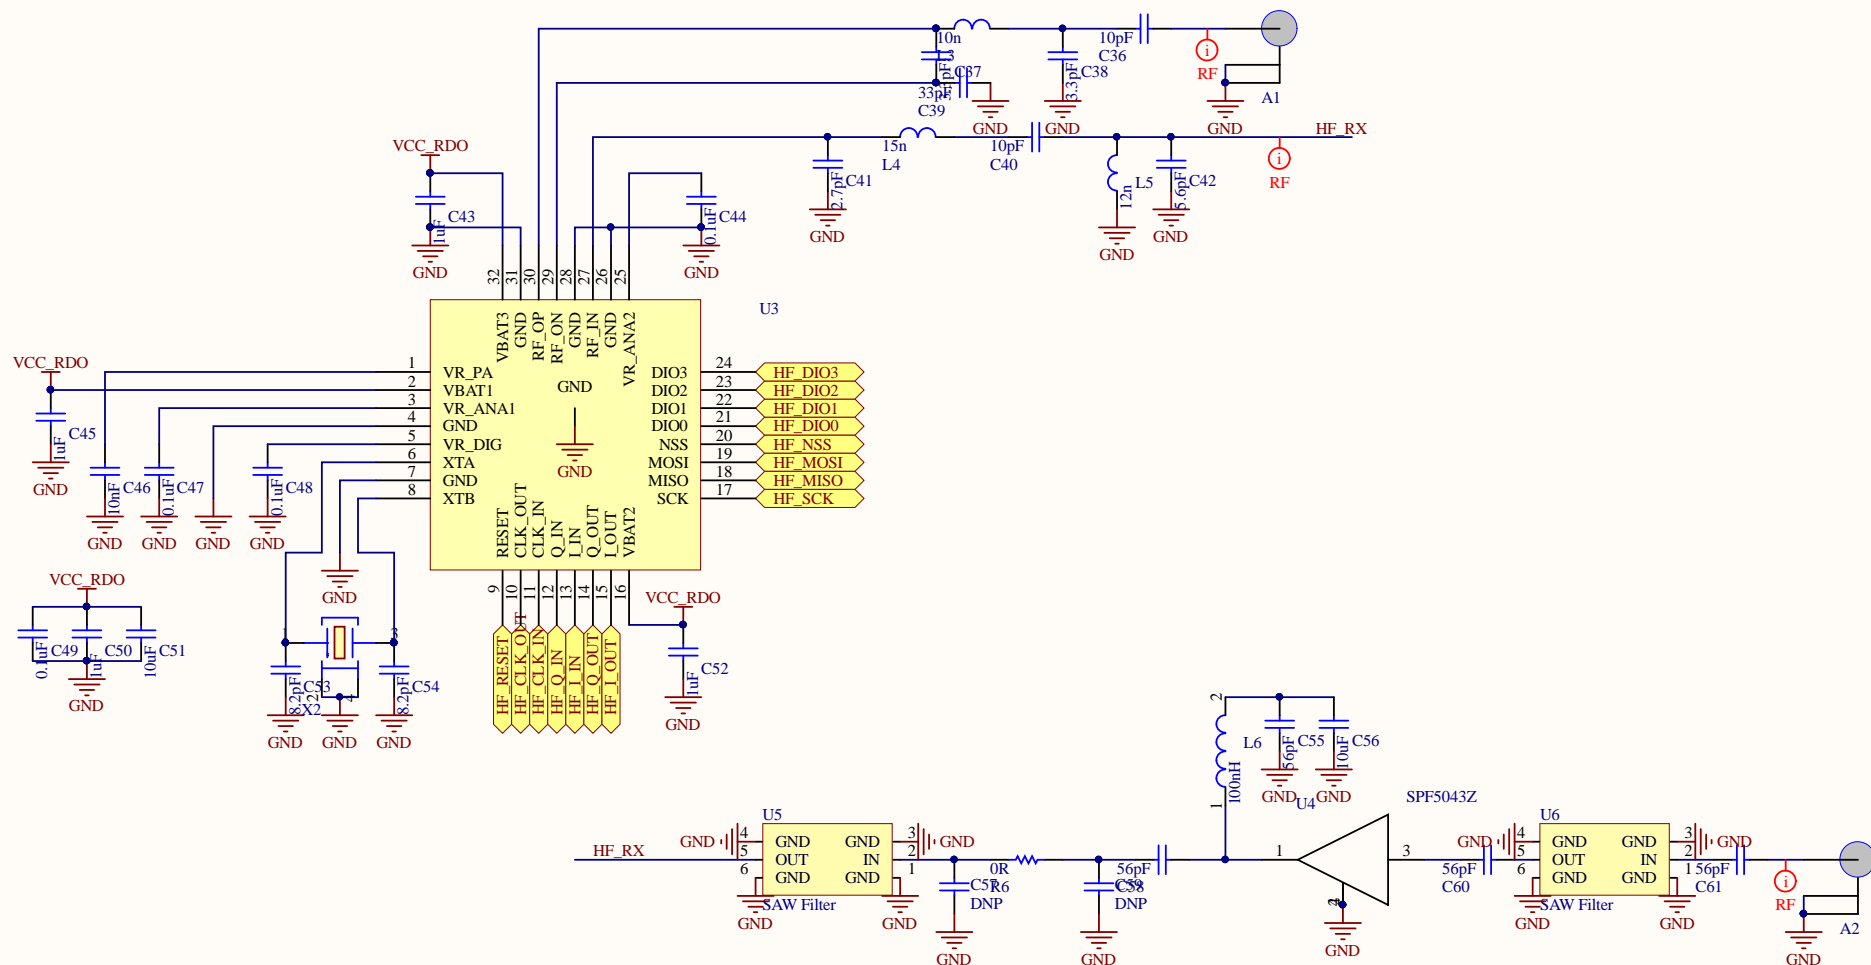 10n
L3
C37
33pF
C39
GND
3.3pF
C38
GND
10pF
C36
RF
GND
A1
HF_RX
RF
15n
L4
10pF
C40
2.7pF
C41
GND
12n
L5
GND
5.6pF
C42
GND
VCC_RDO
C43
1uF
GND
C44
0.1uF
GND
32
31
30
29
28
27
26
25
U3
VBAT3
GND
RF_OP
RF_ON
GND
RF_IN
GND
VR_ANA2
GND
GND
VCC_RDO
1 VR_PA
2 VBAT1
3 VR_ANA1
4 GND
5 VR_DIG
6 XTA
7 GND
8 XTB
DIO3 24 HF_DIO3
DIO2 23 HF_DIO2
DIO1 22 HF_DIO1
DIO0 21 HF_DIO0
NSS 20 HF_NSS
MOSI 19 HF_MOSI
MISO 18 HF_MISO
SCK 17 HF_SCK
C45
1uF
GND
C46
10nF
GND
C47
0.1uF
GND
GND
C48
0.1uF
GND
RESET
CLK_OUT
CLK_IN
Q_IN
I_IN
Q_OUT
I_OUT
VBAT2
9
10
11
12
13
14
15
16
HF_RESET
HF_CLK_OUT
HF_CLK_IN
HF_Q_IN
HF_I_IN
HF_Q_OUT
HF_I_OUT
VCC_RDO
C52
1uF
GND
VCC_RDO
C49
0.1uF
C50
1uF
C51
10uF
GND
GND
1
3
C53
8.2pF
2
X2
4
C54
8.2pF
GND
GND
GND
2
L6
100nH
1
C55
56pF
GND
C56
10uF
GND
U4
SPF5043Z
HF_RX
U5
GND 4 GND GND 3 GND
5 OUT IN 2
6 GND GND 1
SAW Filter
GND
GND
C57
DNP
GND
0R
R6
C58
DNP
GND
56pF
1
3
GND
56pF
C60
U6
GND 4 GND GND 3 GND
5 OUT IN 2
6 GND GND 1
SAW Filter
GND
GND
56pF
C61
RF
GND
A2